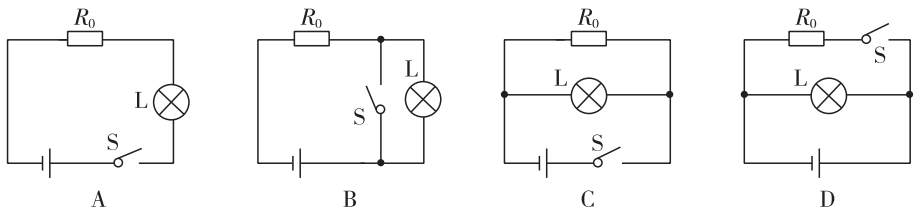 R₀ L S A
R₀ L S B
R₀ L S C
R₀ S L D